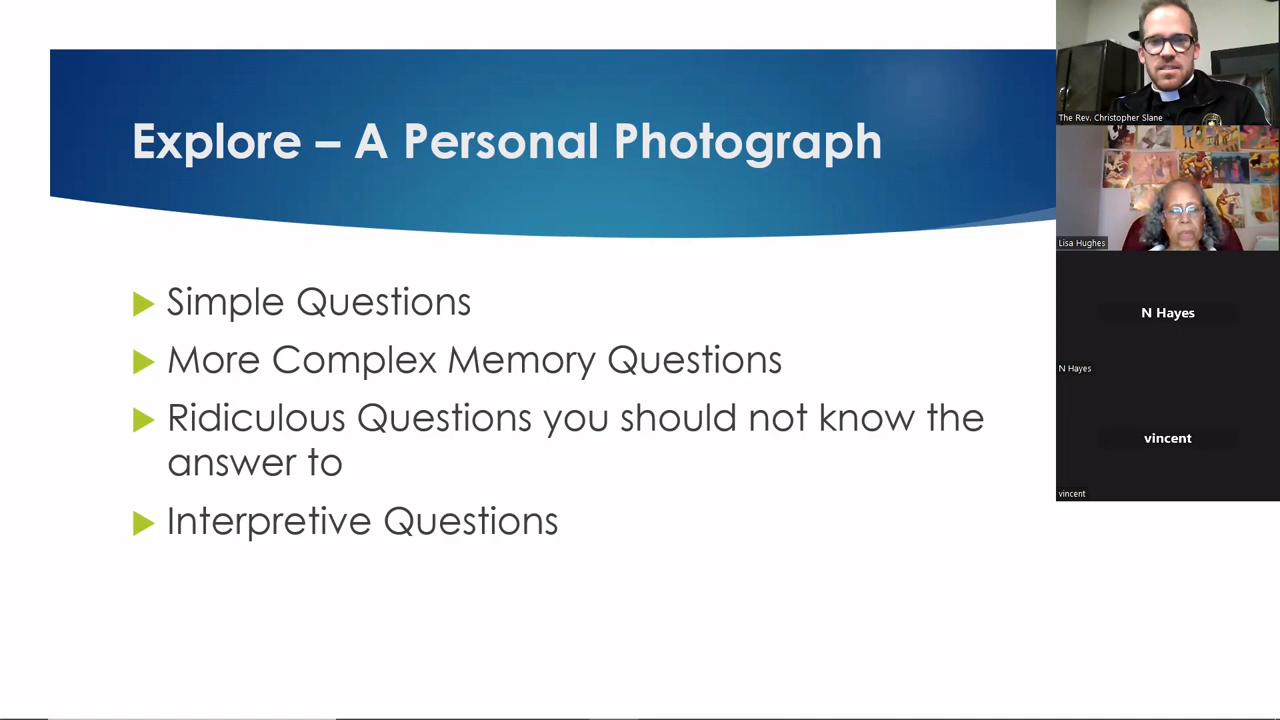 Explore – A Personal Photograph
Simple Questions
More Complex Memory Questions
Ridiculous Questions you should not know the
answer to
Interpretive Questions
The Rev. Christopher Slane
Lisa Hughes
N Hayes
N Hayes
vincent
vincent